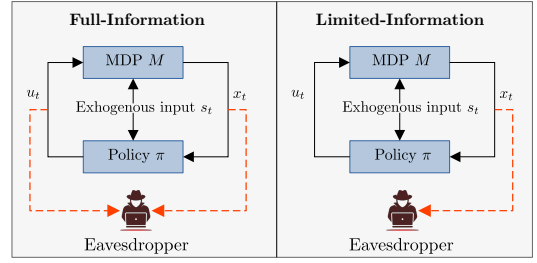 Full-Information
MDP M
u_t
x_t
Exhogenous input s_t
Policy π
Eavesdropper
Limited-Information
MDP M
u_t
x_t
Exhogenous input s_t
Policy π
Eavesdropper